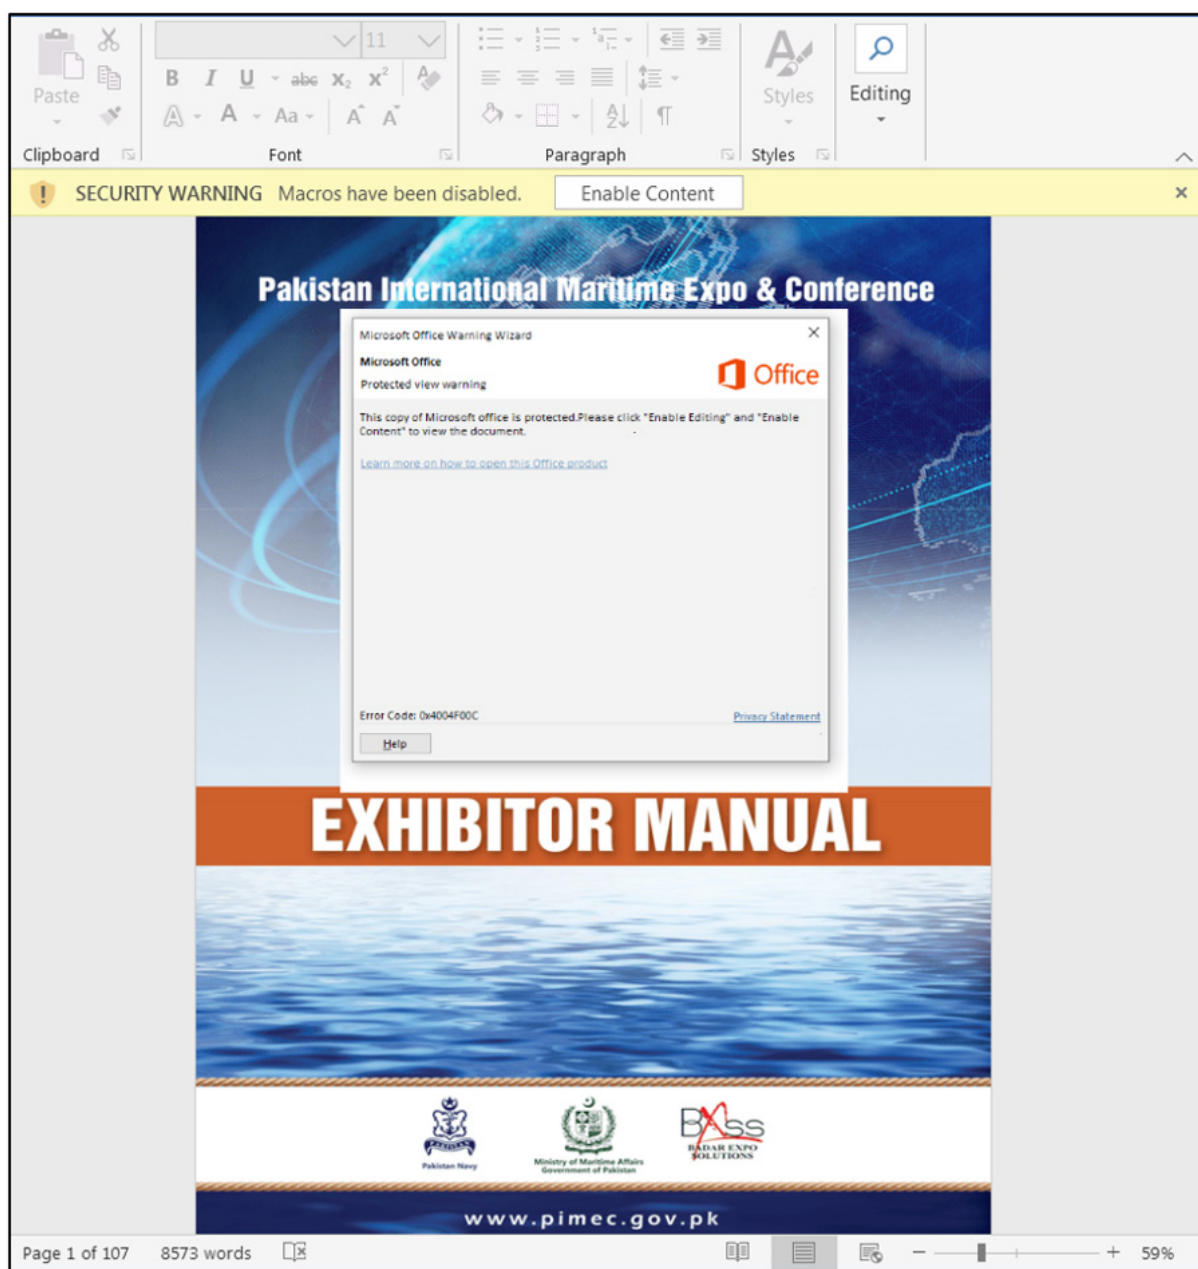 11
Paste
B I U abc X₂ X²
A A Aa A A
Styles
Editing
Clipboard Font Paragraph Styles
! SECURITY WARNING Macros have been disabled. Enable Content
Pakistan International Maritime Expo & Conference
Microsoft Office Warning Wizard
Microsoft Office
Protected view warning
Office
This copy of Microsoft office is protected.Please click "Enable Editing" and "Enable
Content" to view the document.
Learn more on how to open this Office product
Error Code: 0x4004F00C Privacy Statement
Help
EXHIBITOR MANUAL
PAKISTAN
Pakistan Navy
Ministry of Maritime Affairs
Government of Pakistan
BXSS
BADAR EXPO
SOLUTIONS
www.pimec.gov.pk
Page 1 of 107 8573 words 59%